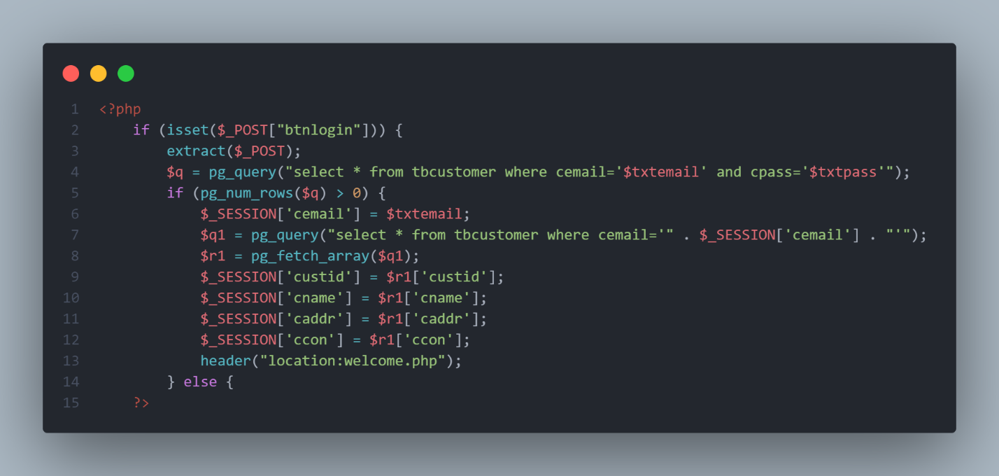 1 <?php
2     if (isset($_POST["btnlogin"])) {
3         extract($_POST);
4         $q = pg_query("select * from tbcustomer where cemail='$txtemail' and cpass='$txtpass'");
5         if (pg_num_rows($q) > 0) {
6             $_SESSION['cemail'] = $txtemail;
7             $q1 = pg_query("select * from tbcustomer where cemail='" . $_SESSION['cemail'] . "'");
8             $r1 = pg_fetch_array($q1);
9             $_SESSION['custid'] = $r1['custid'];
10             $_SESSION['cname'] = $r1['cname'];
11             $_SESSION['caddr'] = $r1['caddr'];
12             $_SESSION['ccon'] = $r1['ccon'];
13             header("location:welcome.php");
14         } else {
15     ?>